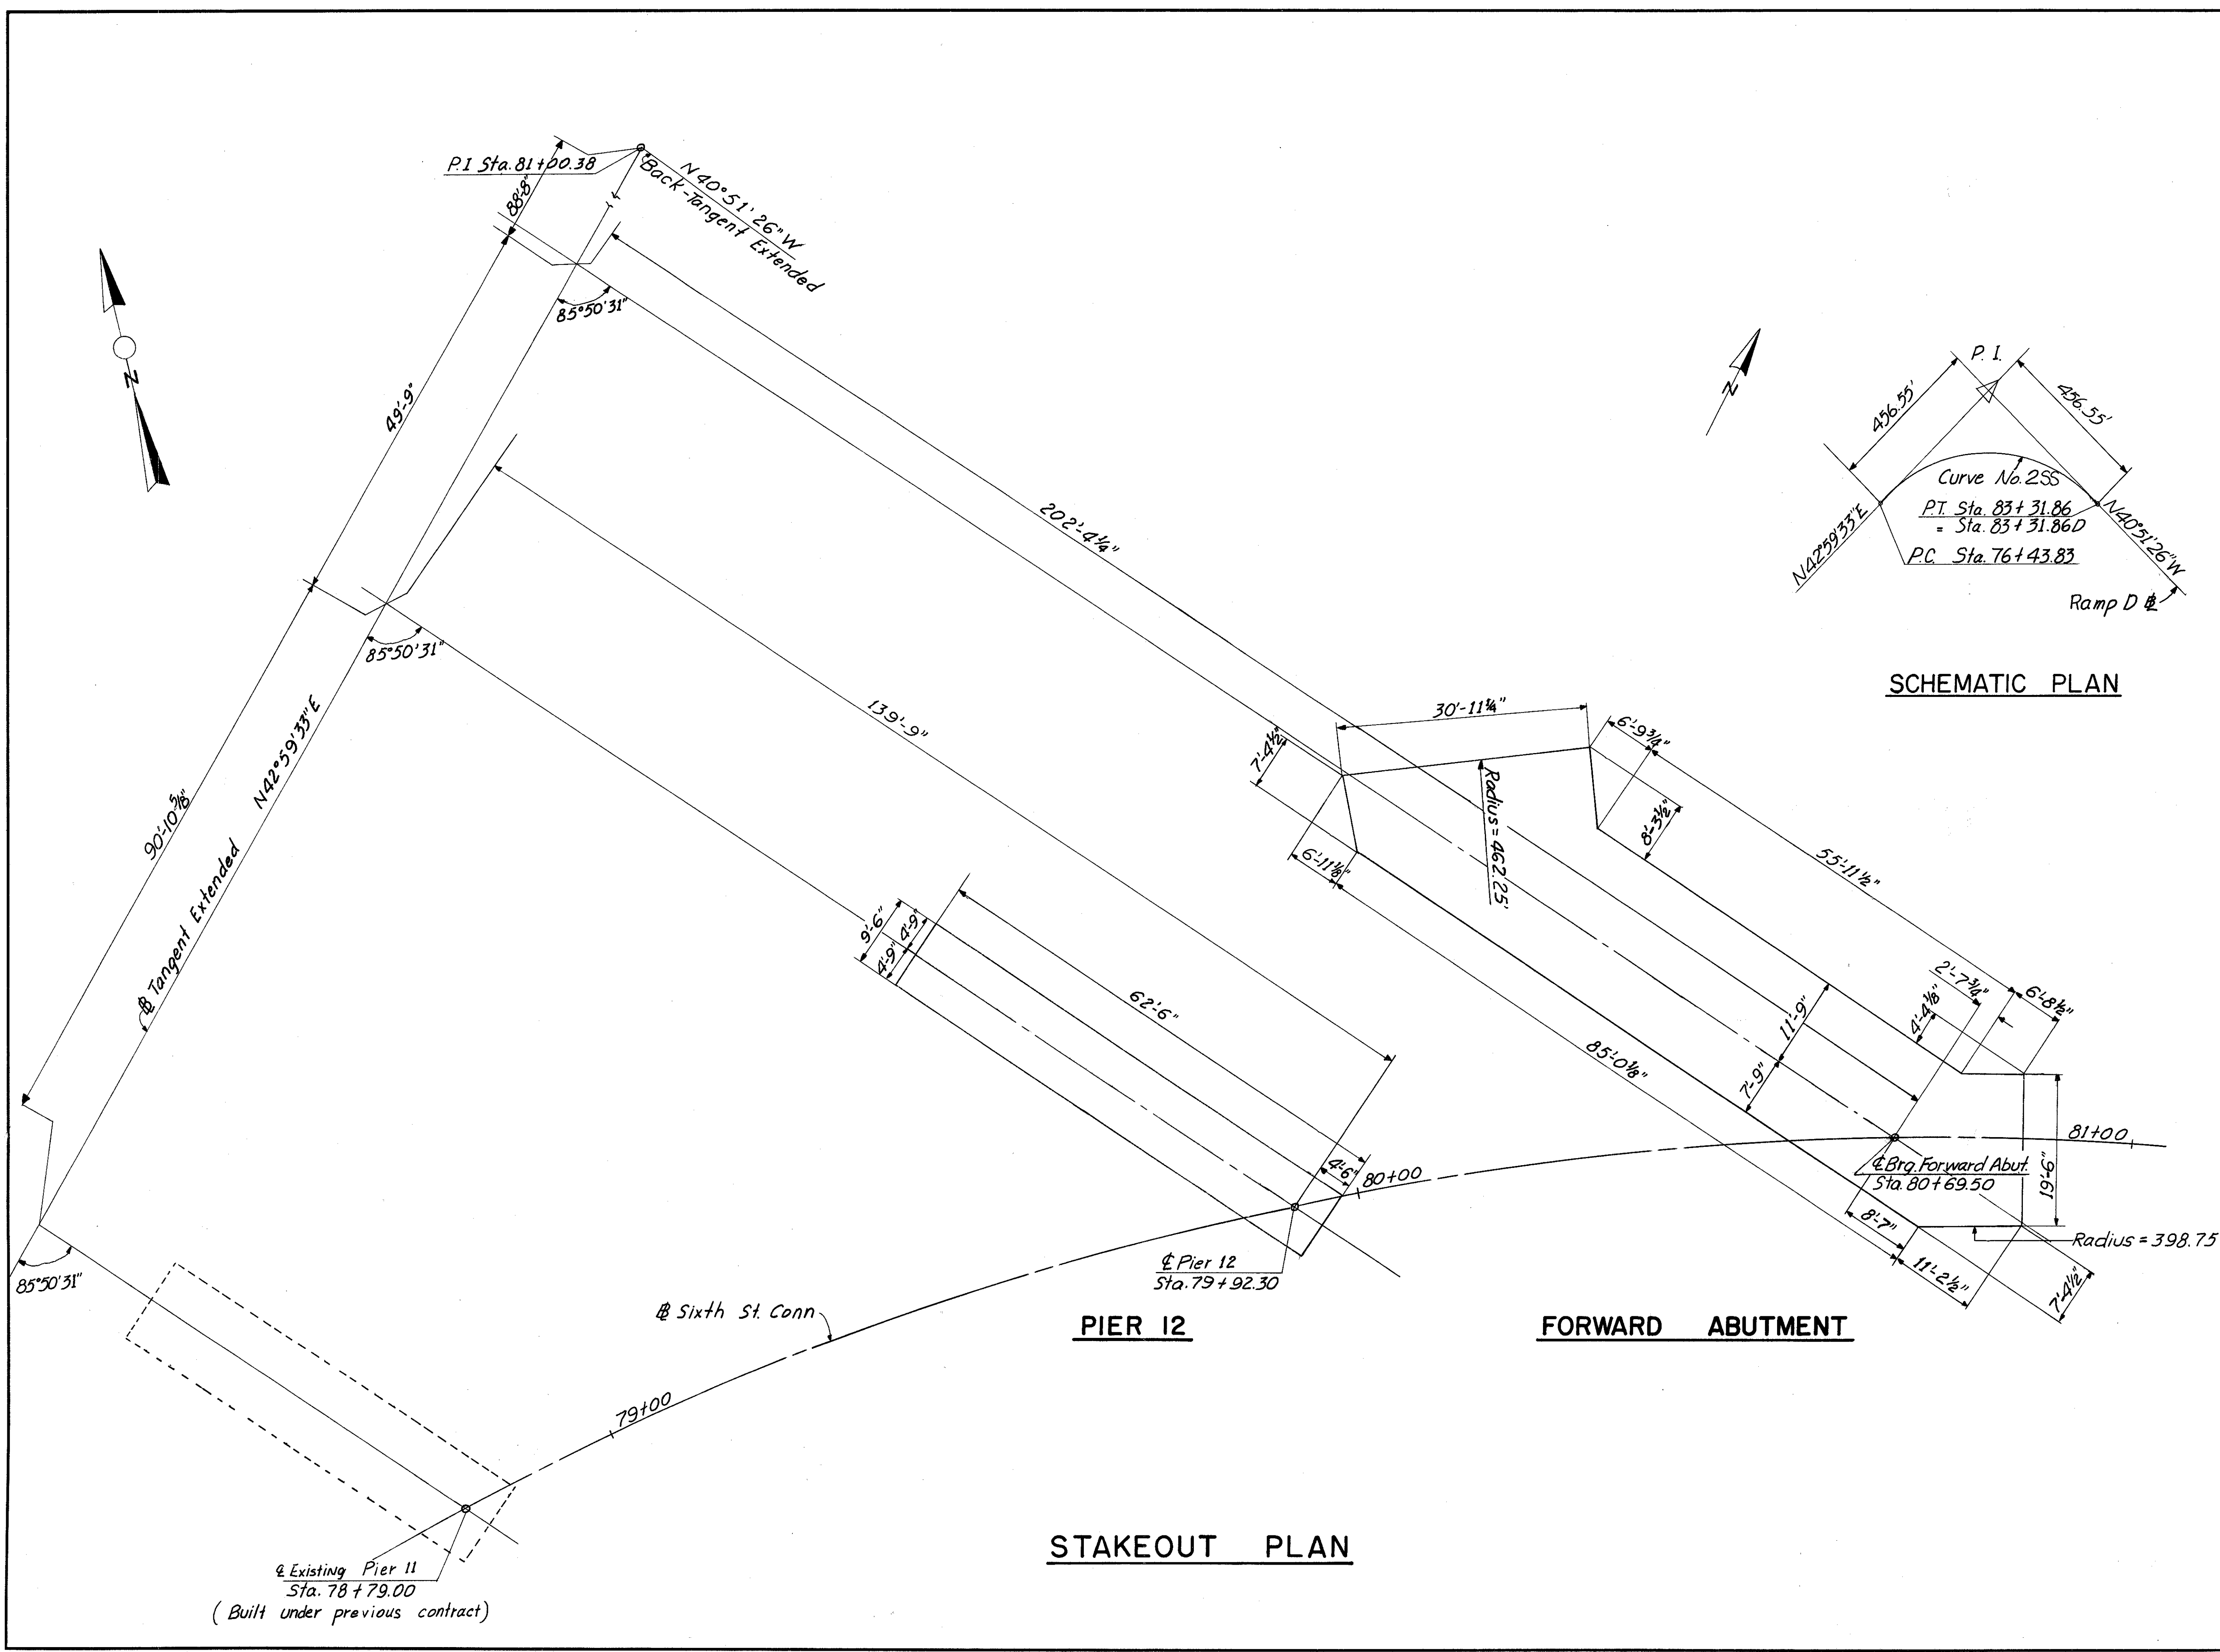 P.I Sta. 81+00.38
88'-8"
N40°51'26"W
Back-Tangent Extended
85°50'31"
N
49'-9"
202'-4¼"
139'-9"
85°50'31"
90'-10⅝"
N42°59'33"E
℄ Tangent Extended
85°50'31"
N
P. I.
456.55'
456.55'
Curve No. 2SS
P.T. Sta. 83+31.86
= Sta. 83+31.86D
P.C. Sta. 76+43.83
N42°59'33"E
N40°51'26"W
Ramp D ℄
SCHEMATIC PLAN
30'-11¾"
6'-9¾"
7'-4½"
Radius = 462.25'
8'-3½"
6'-11⅛"
55'-11½"
9'-6"
4'-9"
4'-9"
62'-6"
4'-6"
2'-7¾"
6'-8½"
4'-4⅜"
11'-9"
7'-9"
85'-0⅛"
81+00
80+00
℄ Brg. Forward Abut.
Sta. 80+69.50
19'-6"
8'-7"
11'-2½"
7'-4½"
Radius = 398.75
℄ Pier 12
Sta. 79+92.30
PIER 12
FORWARD ABUTMENT
℄ Sixth St. Conn
79+00
STAKEOUT PLAN
℄ Existing Pier 11
Sta. 78+79.00
( Built under previous contract)